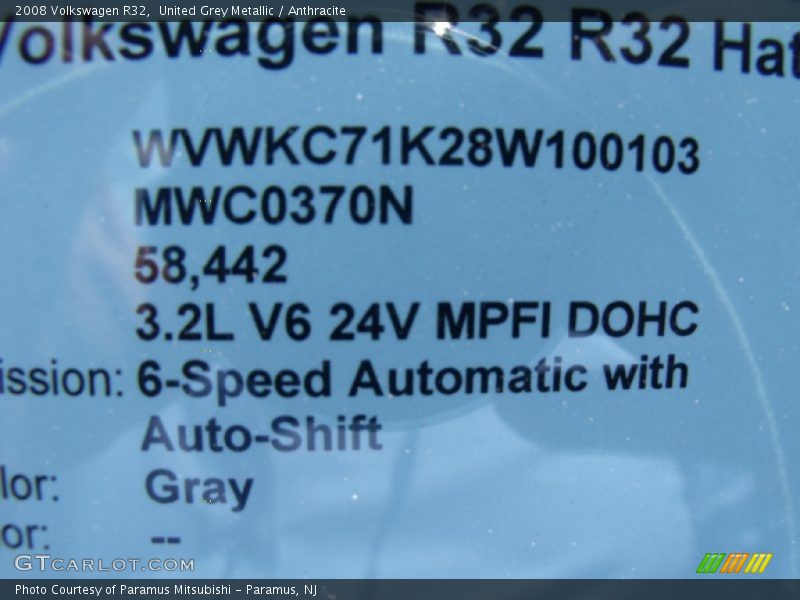 2008 Volkswagen R32, United Grey Metallic / Anthracite
Volkswagen R32 R32 Hat
WVWKC71K28W100103
MWC0370N
58,442
3.2L V6 24V MPFI DOHC
ission: 6-Speed Automatic with
Auto-Shift
lor: Gray
or: --
GTCARLOT.COM
Photo Courtesy of Paramus Mitsubishi - Paramus, NJ